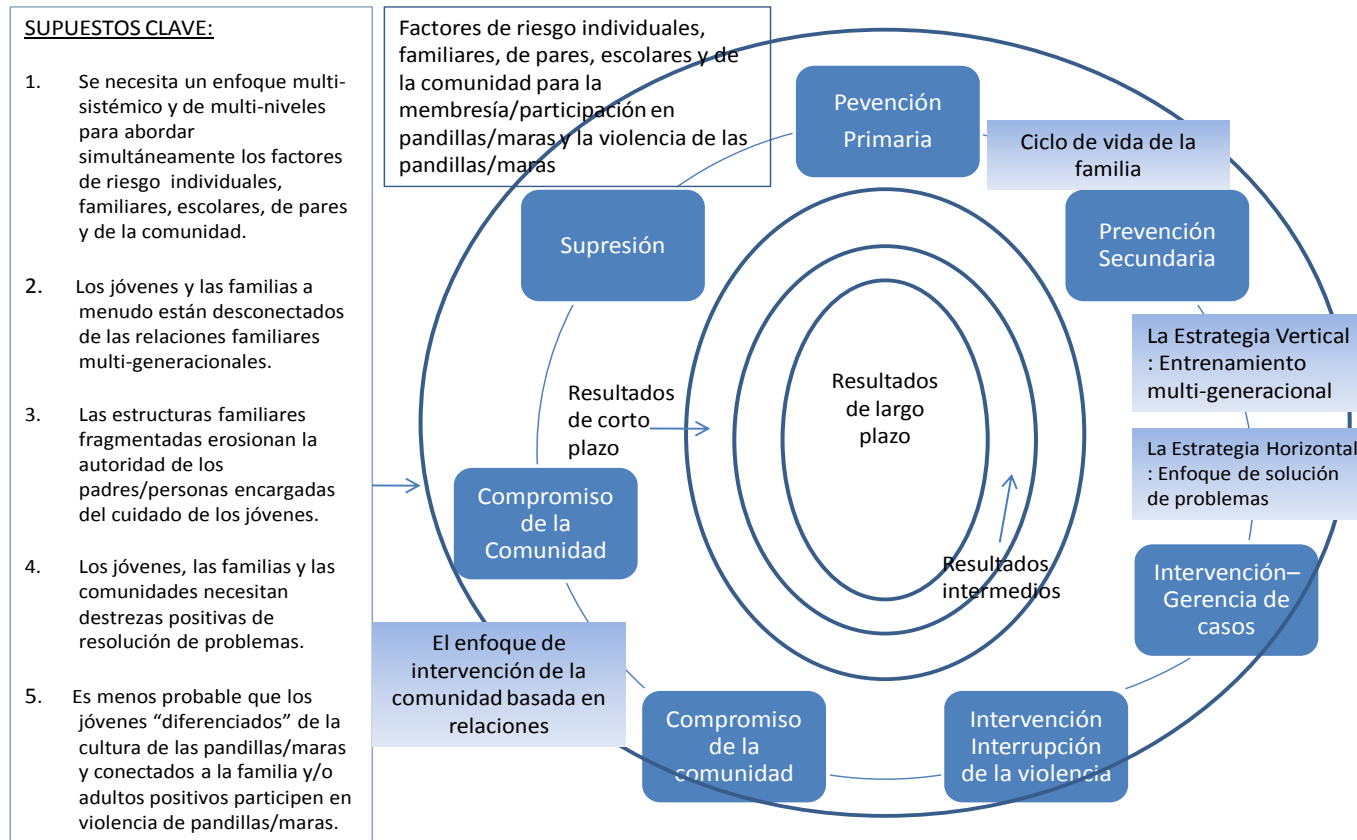 SUPUESTOS CLAVE:
1. Se necesita un enfoque multi-
sistémico y de multi-niveles
para abordar
simultáneamente los factores
de riesgo individuales,
familiares, escolares, de pares
y de la comunidad.
2. Los jóvenes y las familias a
menudo están desconectados
de las relaciones familiares
multi-generacionales.
3. Las estructuras familiares
fragmentadas erosionan la
autoridad de los
padres/personas encargadas
del cuidado de los jóvenes.
4. Los jóvenes, las familias y las
comunidades necesitan
destrezas positivas de
resolución de problemas.
5. Es menos probable que los
jóvenes “diferenciados” de la
cultura de las pandillas/maras
y conectados a la familia y/o
adultos positivos participen en
violencia de pandillas/maras.
Factores de riesgo individuales,
familiares, de pares, escolares y de
la comunidad para la
membresía/participación en
pandillas/maras y la violencia de las
pandillas/maras
Pevención
Primaria
Ciclo de vida de la
familia
Prevención
Secundaria
La Estrategia Vertical
: Entrenamiento
multi-generacional
La Estrategia Horizontal
: Enfoque de solución
de problemas
Intervención–
Gerencia de
casos
Intervención
Interrupción
de la violencia
Compromiso
de la
comunidad
El enfoque de
intervención de la
comunidad basada en
relaciones
Compromiso
de la
Comunidad
Supresión
Resultados
de corto
plazo
Resultados
de largo
plazo
Resultados
intermedios